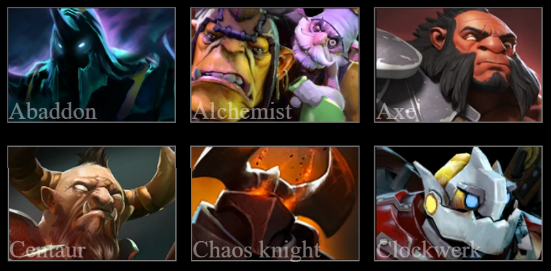 Abaddon
Alchemist
Axe
Centaur
Chaos knight
Clockwerk